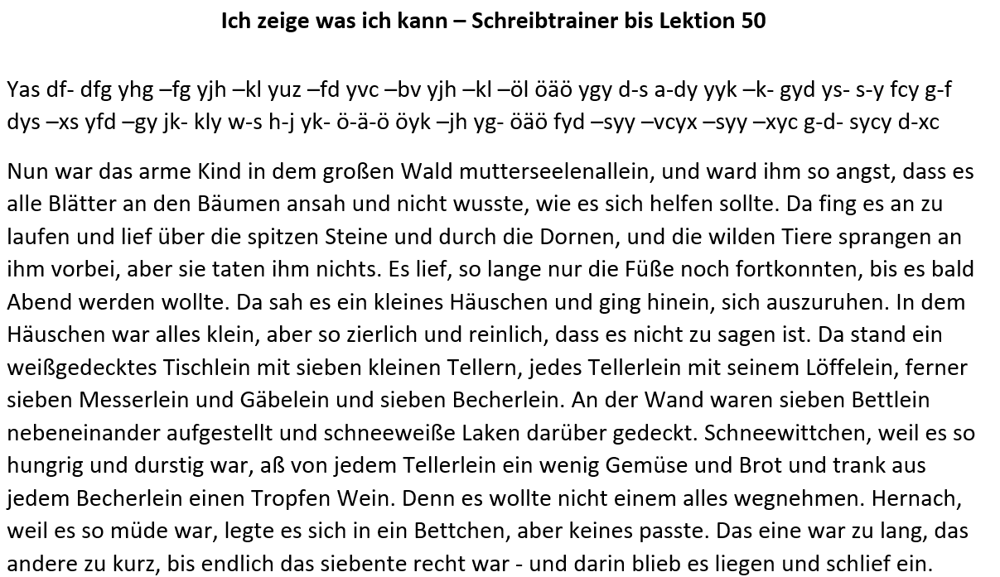 Ich zeige was ich kann – Schreibtrainer bis Lektion 50
Yas df- dfg yhg –fg yjh –kl yuz –fd yvc –bv yjh –kl –öl öäö ygy d-s a-dy yyk –k- gyd ys- s-y fcy g-f
dys –xs yfd –gy jk- kly w-s h-j yk- ö-ä-ö öyk –jh yg- öäö fyd –syy –vcyx –syy –xyc g-d- sycy d-xc
Nun war das arme Kind in dem großen Wald mutterseelenallein, und ward ihm so angst, dass es
alle Blätter an den Bäumen ansah und nicht wusste, wie es sich helfen sollte. Da fing es an zu
laufen und lief über die spitzen Steine und durch die Dornen, und die wilden Tiere sprangen an
ihm vorbei, aber sie taten ihm nichts. Es lief, so lange nur die Füße noch fortkonnten, bis es bald
Abend werden wollte. Da sah es ein kleines Häuschen und ging hinein, sich auszuruhen. In dem
Häuschen war alles klein, aber so zierlich und reinlich, dass es nicht zu sagen ist. Da stand ein
weißgedecktes Tischlein mit sieben kleinen Tellern, jedes Tellerlein mit seinem Löffelein, ferner
sieben Messerlein und Gäbelein und sieben Becherlein. An der Wand waren sieben Bettlein
nebeneinander aufgestellt und schneeweiße Laken darüber gedeckt. Schneewittchen, weil es so
hungrig und durstig war, aß von jedem Tellerlein ein wenig Gemüse und Brot und trank aus
jedem Becherlein einen Tropfen Wein. Denn es wollte nicht einem alles wegnehmen. Hernach,
weil es so müde war, legte es sich in ein Bettchen, aber keines passte. Das eine war zu lang, das
andere zu kurz, bis endlich das siebente recht war - und darin blieb es liegen und schlief ein.